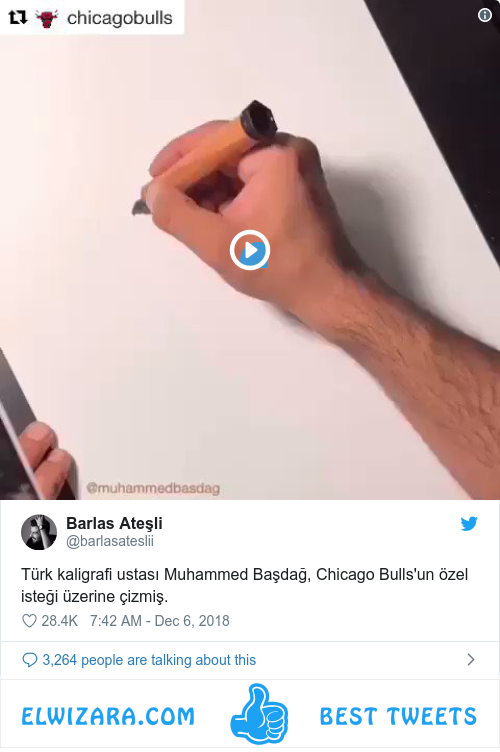 chicagobulls
@muhammedbasdag
Barlas Ateşli
@barlasateslii
Türk kaligrafi ustası Muhammed Başdağ, Chicago Bulls'un özel
isteği üzerine çizmiş.
28.4K 7:42 AM - Dec 6, 2018
3,264 people are talking about this
ELWIZARA.COM
BEST TWEETS